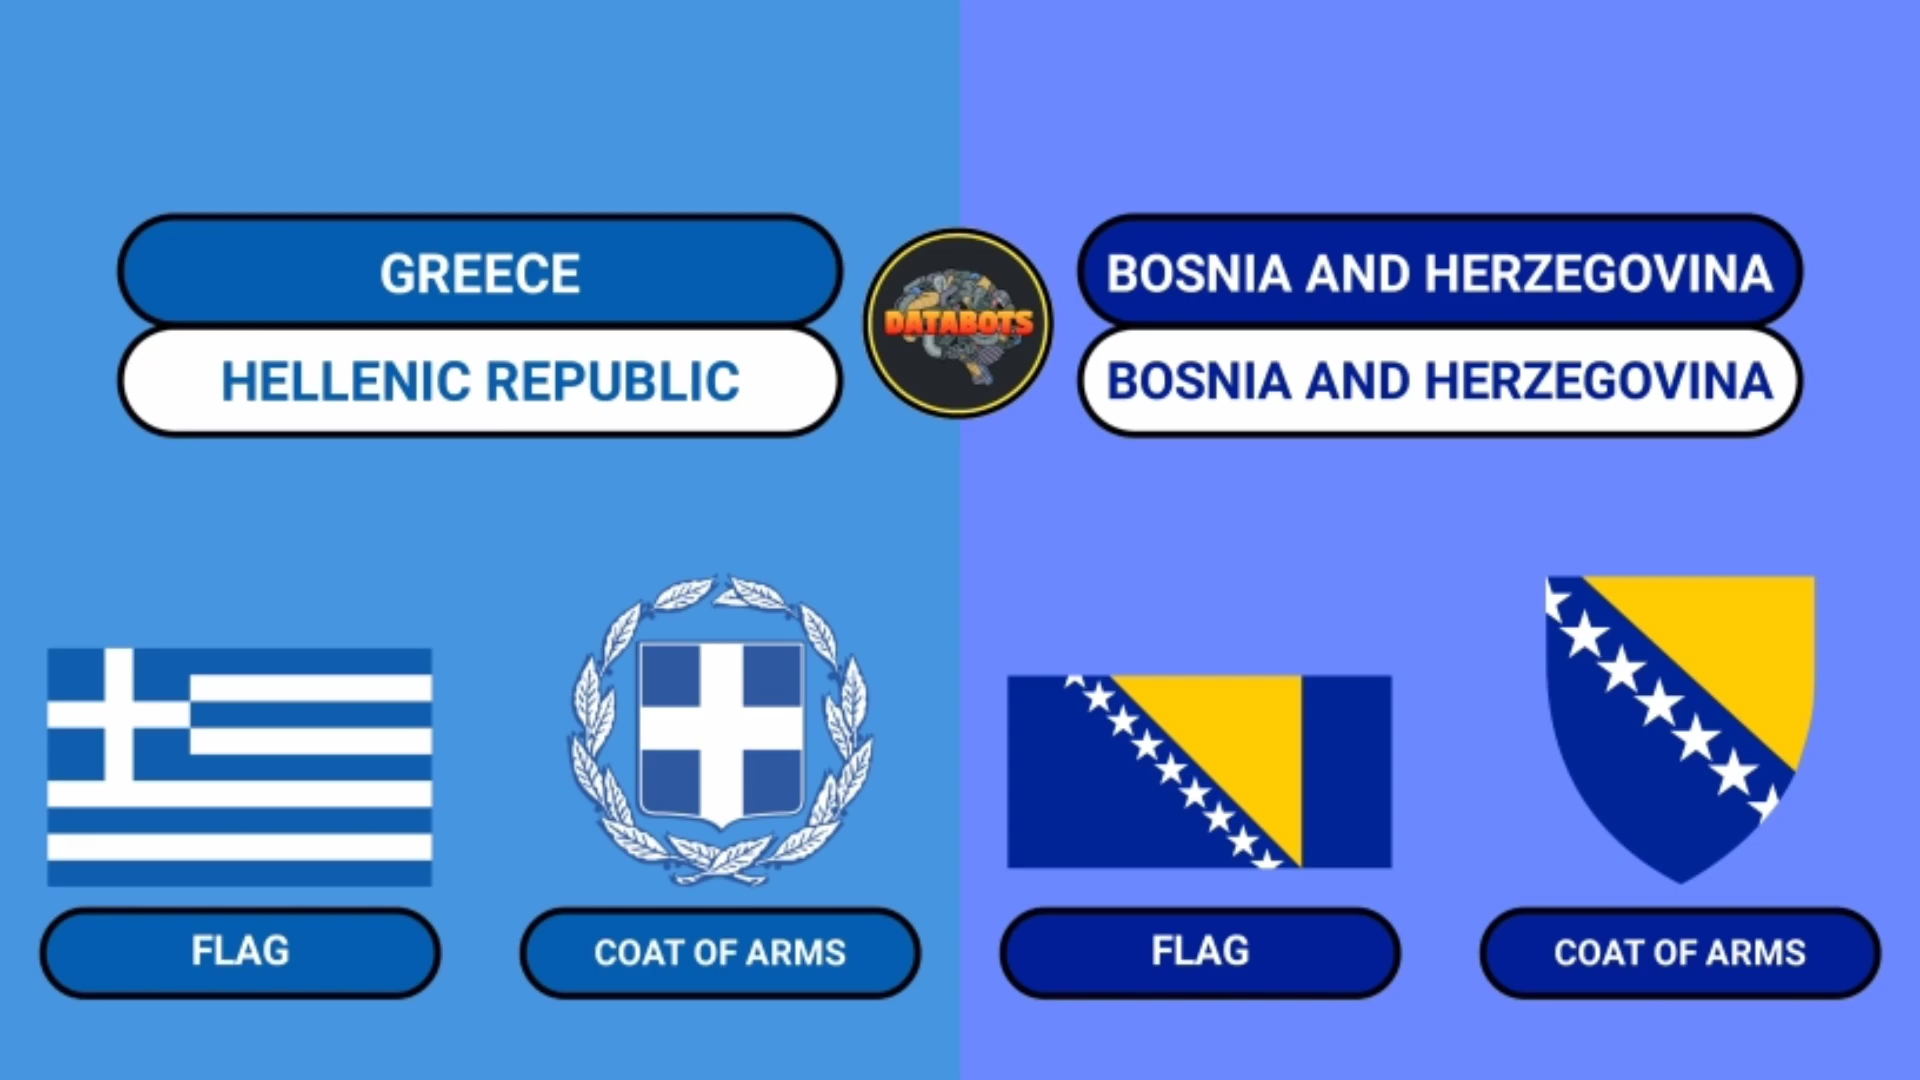 GREECE
HELLENIC REPUBLIC
DATABOTS
BOSNIA AND HERZEGOVINA
BOSNIA AND HERZEGOVINA
FLAG
COAT OF ARMS
FLAG
COAT OF ARMS